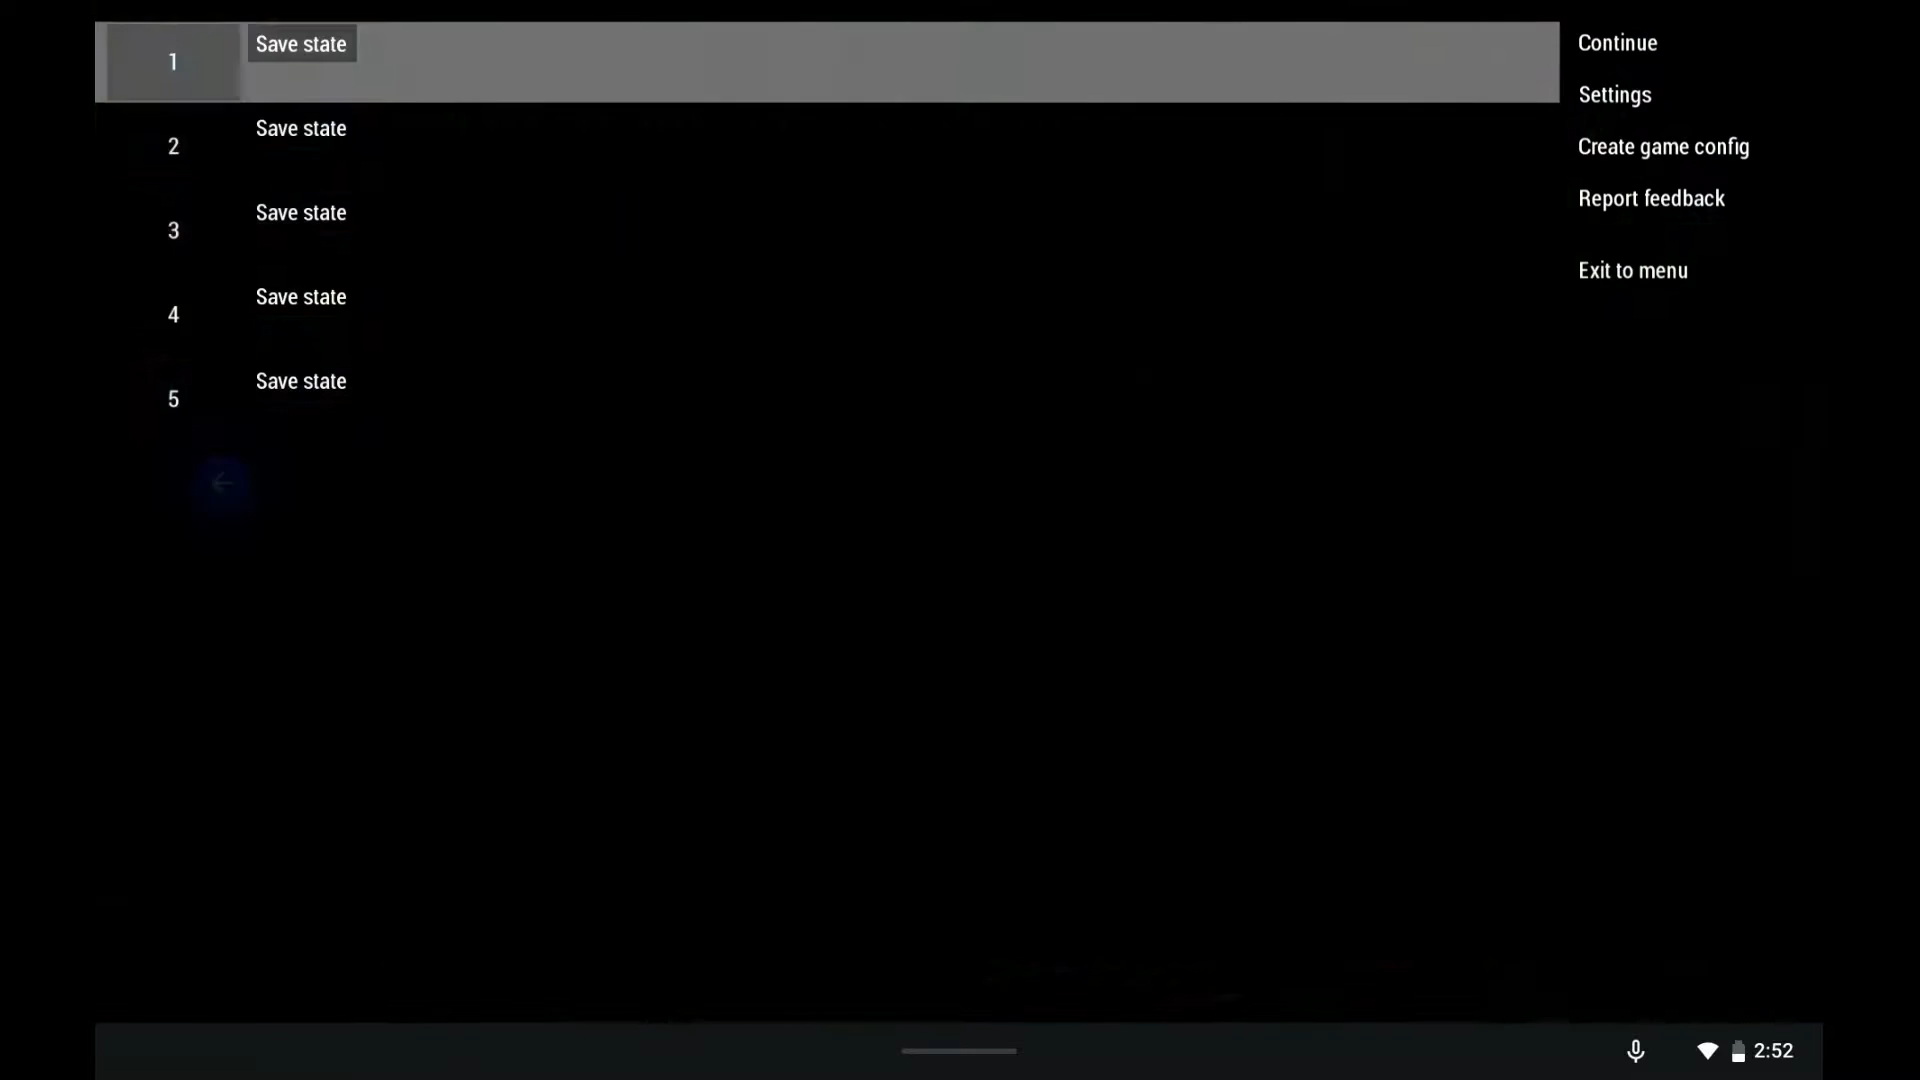 1
Save state
2
Save state
3
Save state
4
Save state
5
Save state
Continue
Settings
Create game config
Report feedback
Exit to menu
2:52